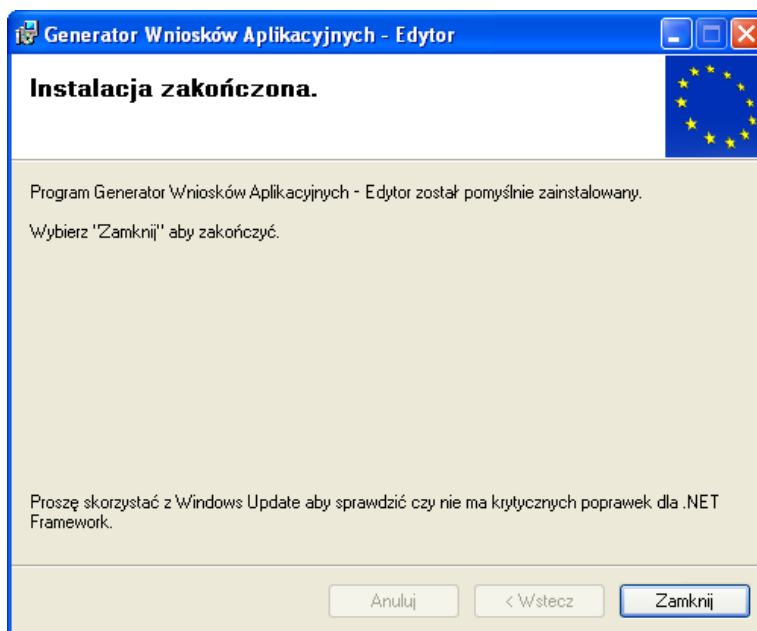 Generator Wniosków Aplikacyjnych - Edytor
Instalacja zakończona.
Program Generator Wniosków Aplikacyjnych - Edytor został pomyślnie zainstalowany.
Wybierz "Zamknij" aby zakończyć.
Proszę skorzystać z Windows Update aby sprawdzić czy nie ma krytycznych poprawek dla .NET
Framework.
Anuluj
< Wstecz
Zamknij